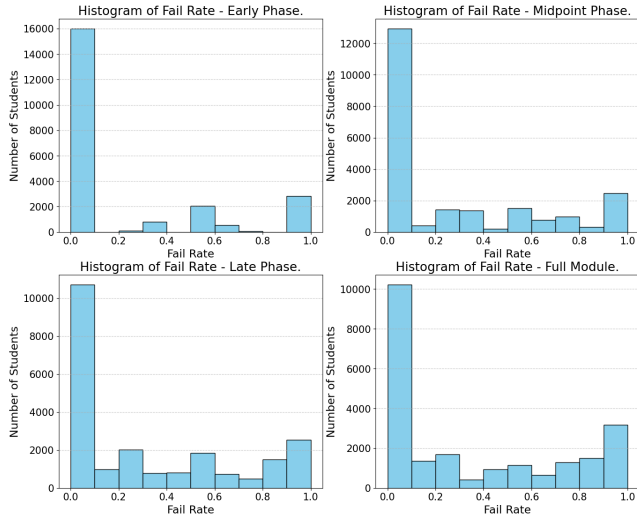 Histogram of Fail Rate - Early Phase.
16000
14000
12000
10000
8000
6000
4000
2000
0
Number of Students
0.0 0.2 0.4 0.6 0.8 1.0
Fail Rate
Histogram of Fail Rate - Midpoint Phase.
12000
10000
8000
6000
4000
2000
0
Number of Students
0.0 0.2 0.4 0.6 0.8 1.0
Fail Rate
Histogram of Fail Rate - Late Phase.
10000
8000
6000
4000
2000
0
Number of Students
0.0 0.2 0.4 0.6 0.8 1.0
Fail Rate
Histogram of Fail Rate - Full Module.
10000
8000
6000
4000
2000
0
Number of Students
0.0 0.2 0.4 0.6 0.8 1.0
Fail Rate